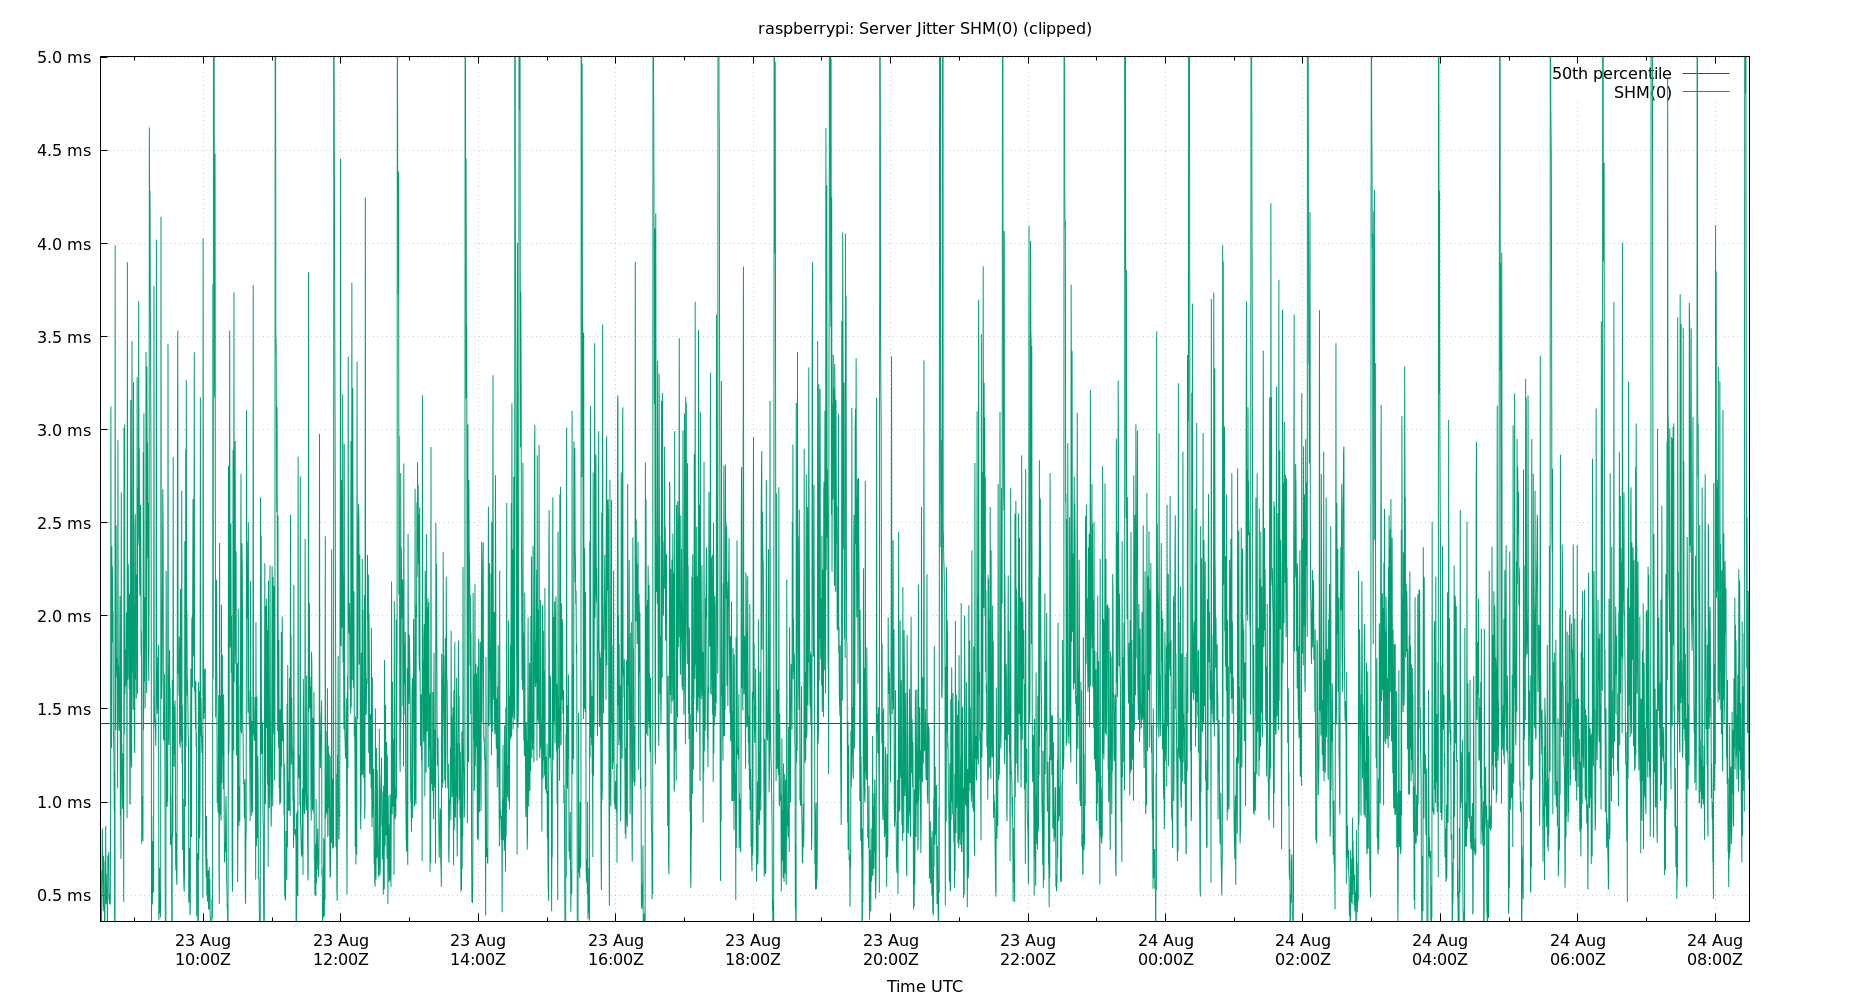 raspberrypi: Server Jitter SHM(0) (clipped)
5.0 ms
4.5 ms
4.0 ms
3.5 ms
3.0 ms
2.5 ms
2.0 ms
1.5 ms
1.0 ms
0.5 ms
50th percentile
SHM(0)
23 Aug 23 Aug 23 Aug 23 Aug 23 Aug 23 Aug 23 Aug 24 Aug 24 Aug 24 Aug 24 Aug 24 Aug
10:00Z 12:00Z 14:00Z 16:00Z 18:00Z 20:00Z 22:00Z 00:00Z 02:00Z 04:00Z 06:00Z 08:00Z
Time UTC